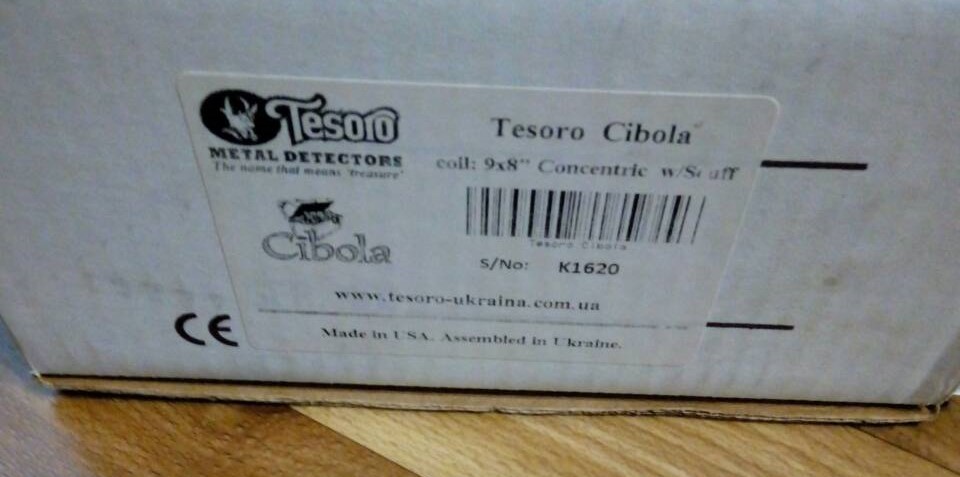 Tesoro
METAL DETECTORS
The name that means 'treasure'
Tesoro Cibola
coil: 9x8" Concentric
Tesoro Cibola
Cibola
S/No: K1620
www.tesoro-ukraina.com.ua
Made in USA. Assembled in Ukraine.
CE